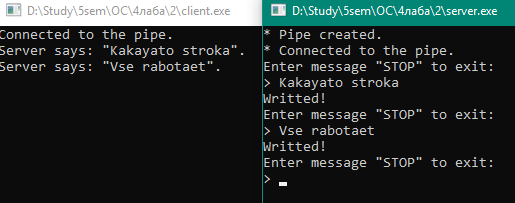 D:\Study\5sem\ОС\4лаба\2\client.exe
Connected to the pipe.
Server says: "Kakayato stroka".
Server says: "Vse rabotaet".
D:\Study\5sem\ОС\4лаба\2\server.exe
* Pipe created.
* Connected to the pipe.
Enter message "STOP" to exit:
> Kakayato stroka
Writted!
Enter message "STOP" to exit:
> Vse rabotaet
Writted!
Enter message "STOP" to exit:
>